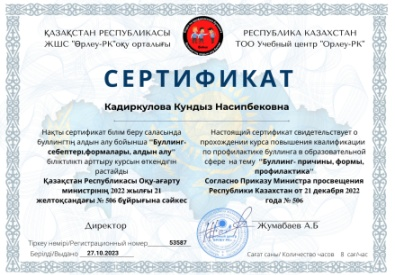 ҚАЗАҚСТАН РЕСПУБЛИКАСЫ
ЖШС "Өрлеу-РК" оқу орталығы
РЕСПУБЛИКА КАЗАХСТАН
ТОО Учебный центр "Орлеу-РК"
СЕРТИФИКАТ
Кадиркулова Кундыз Насипбековна
Нақты сертификат білім беру саласында
буллингтің алдын алу бойынша "Буллинг-
себептері,формалары, алдын алу"
біліктілікті арттыру курсын өткендігін
растайды
Қазақстан Республикасы Оқу-ағарту
министрінің 2022 жылғы 21
желтоқсандағы № 506 бұйрығына сәйкес
Настоящий сертификат свидетельствует о
прохождении курса повышения квалификации
по профилактике буллинга в образовательной
сфере на тему "Буллинг- причины, формы,
профилактика"
Согласно Приказу Министра просвещения
Республики Казахстан от 21 декабря 2022
года № 506
Директор
Жумабаев А.Б
Тіркеу немірі/Регистрационный номер 53587
Берілді/Выдано 27.10.2023
Сағат саны/ Количество часов 8 сағ/час